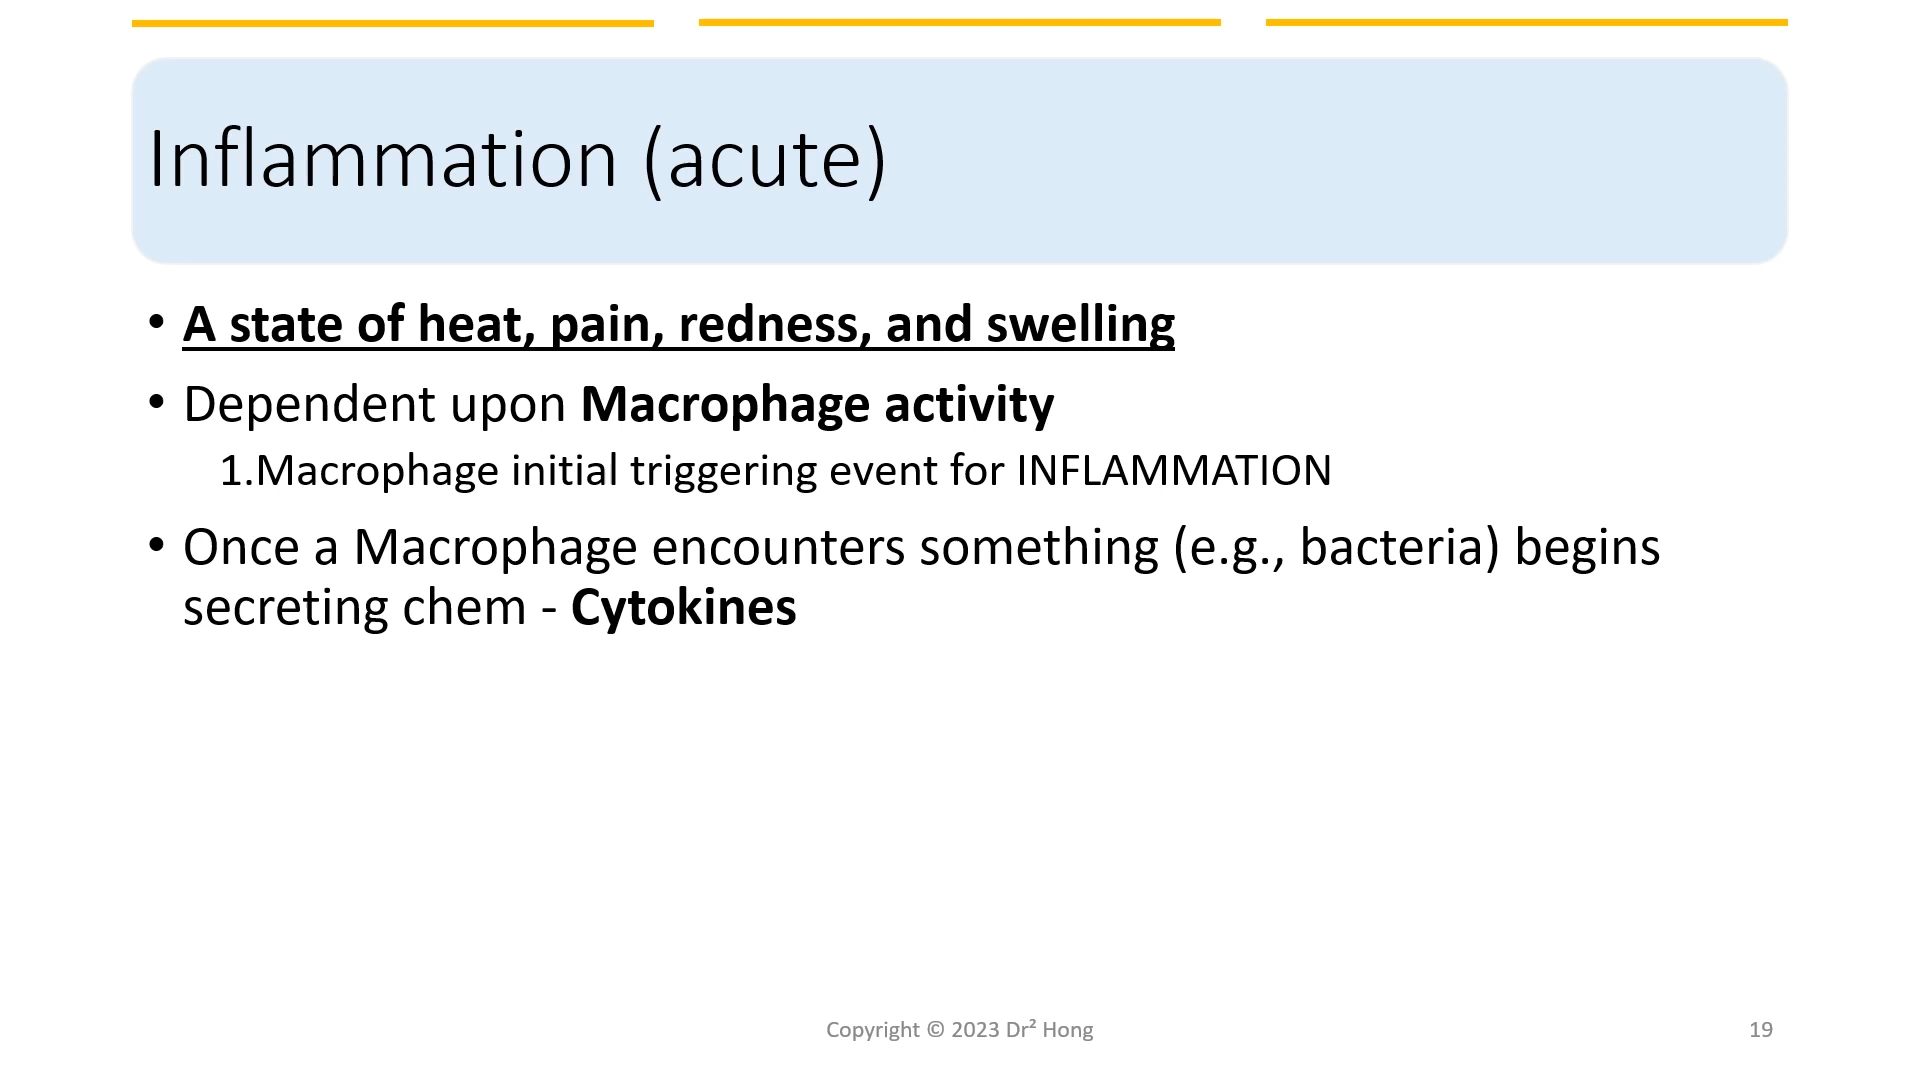 Inflammation (acute)
• A state of heat, pain, redness, and swelling
• Dependent upon Macrophage activity
1.Macrophage initial triggering event for INFLAMMATION
• Once a Macrophage encounters something (e.g., bacteria) begins
secreting chem - Cytokines
Copyright © 2023 Dr² Hong
19